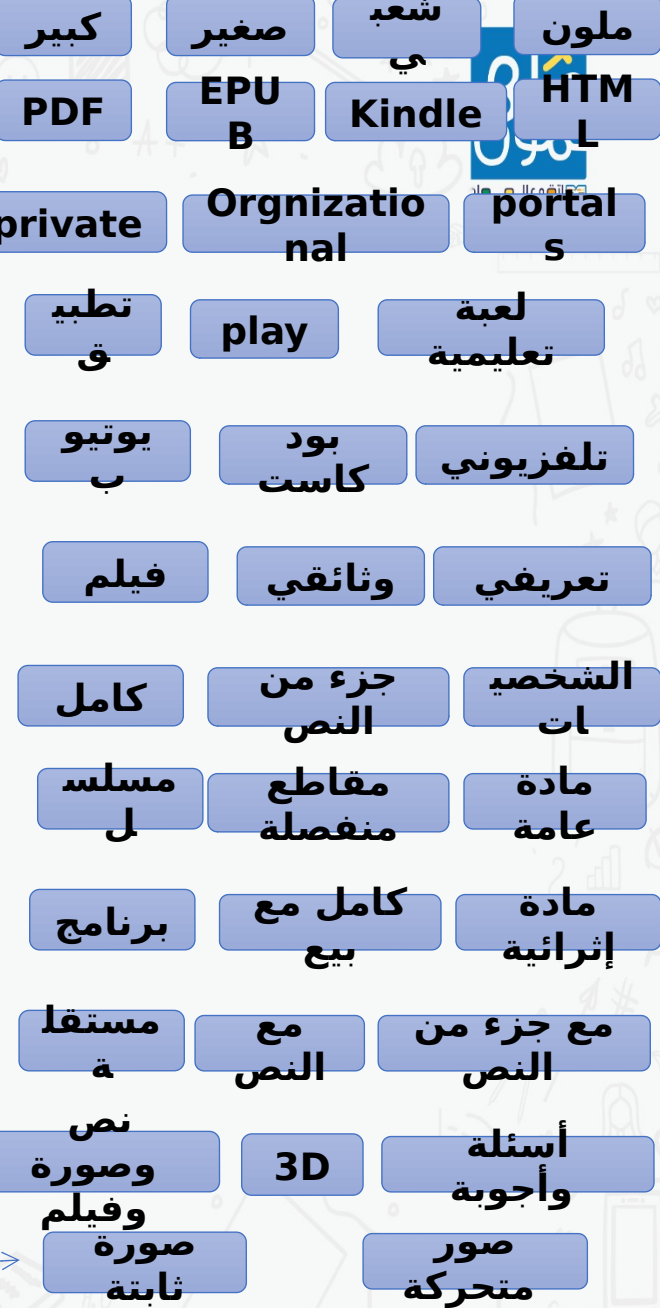 ملون
شعبي
صغير
كبير
HTML
Kindle
EPUB
PDF
portals
Orgnizational
private
لعبة
تعليمية
play
تطبيق
تلفزيوني
بود
كاست
يوتيوب
تعريفي
وثائقي
فيلم
الشخصيات
جزء من
النص
كامل
مادة
عامة
مقاطع
منفصلة
مسلسل
مادة
إثرائية
كامل مع
بيع
برنامج
مع جزء من
النص
مع
النص
مستقلة
أسئلة
وأجوبة
3D
نص
وصورة
وفيلم
صور
متحركة
صورة
ثابتة